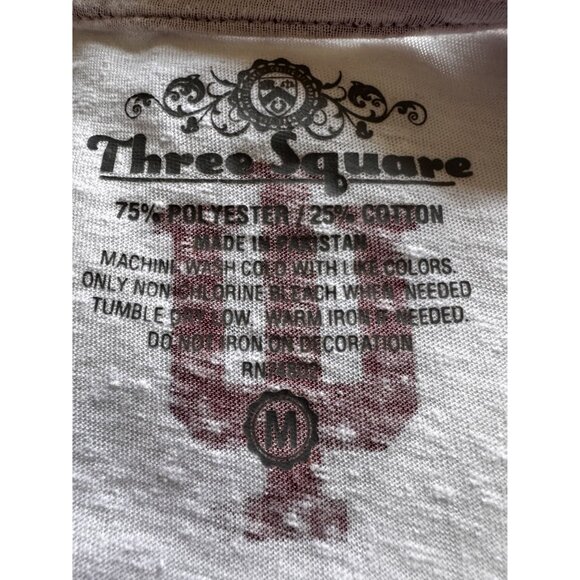 Three Square
75% POLYESTER / 25% COTTON
MADE IN PAKISTAN
MACHINE WASH COLD WITH LIKE COLORS.
ONLY NON-CHLORINE BLEACH WHEN NEEDED
TUMBLE DRY LOW. WARM IRON IF NEEDED.
DO NOT IRON ON DECORATION
M